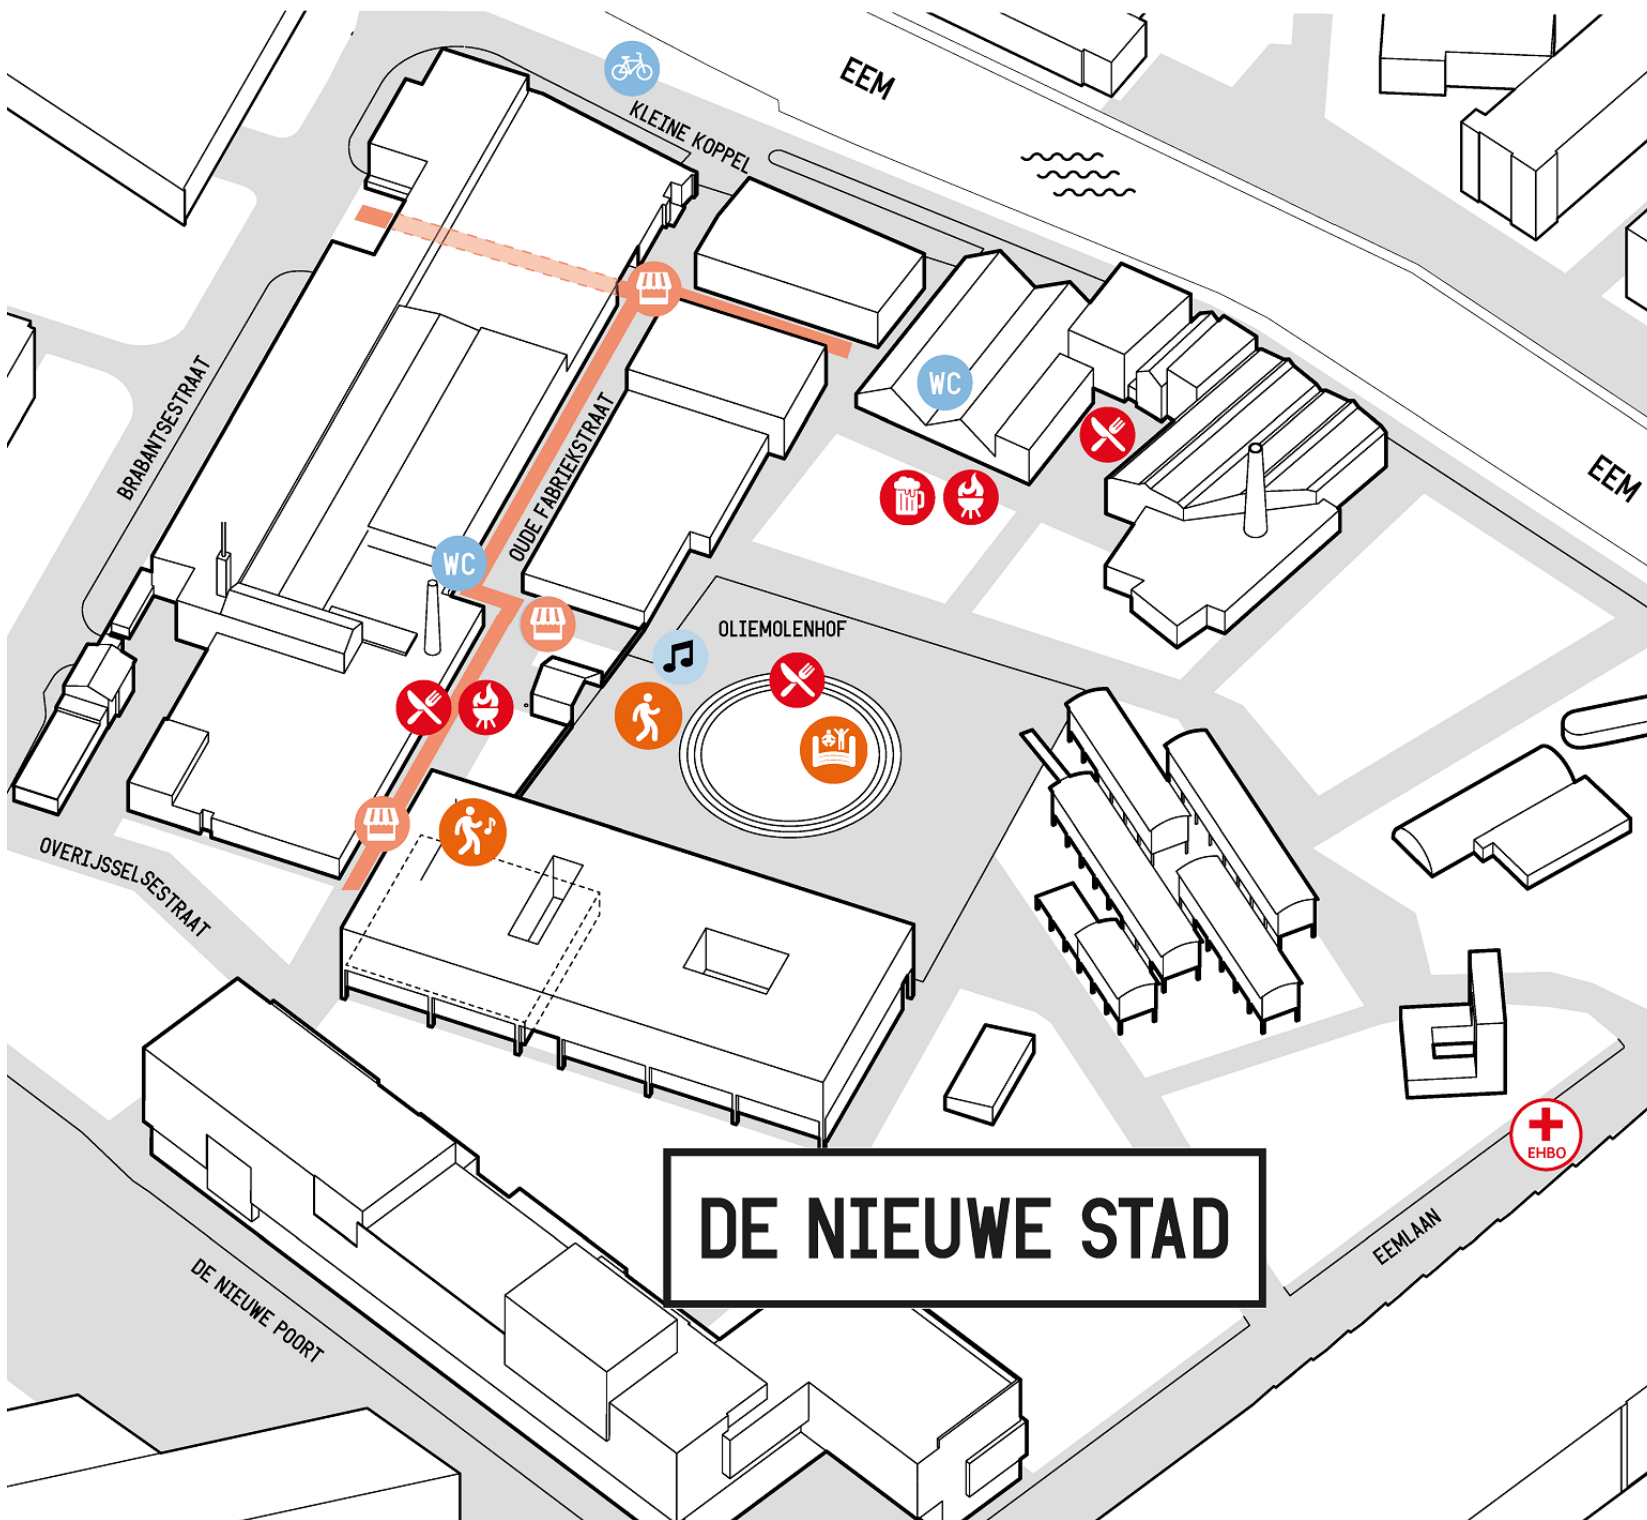 EEM
KLEINE KOPPEL
EEM
BRABANTSESTRAAT
WC
OUDE FABRIEKSTRAAT
WC
OLIEMOLENHOF
OVERIJSSELSESTRAAT
EHBO
DE NIEUWE STAD
EEMLAAN
DE NIEUWE POORT